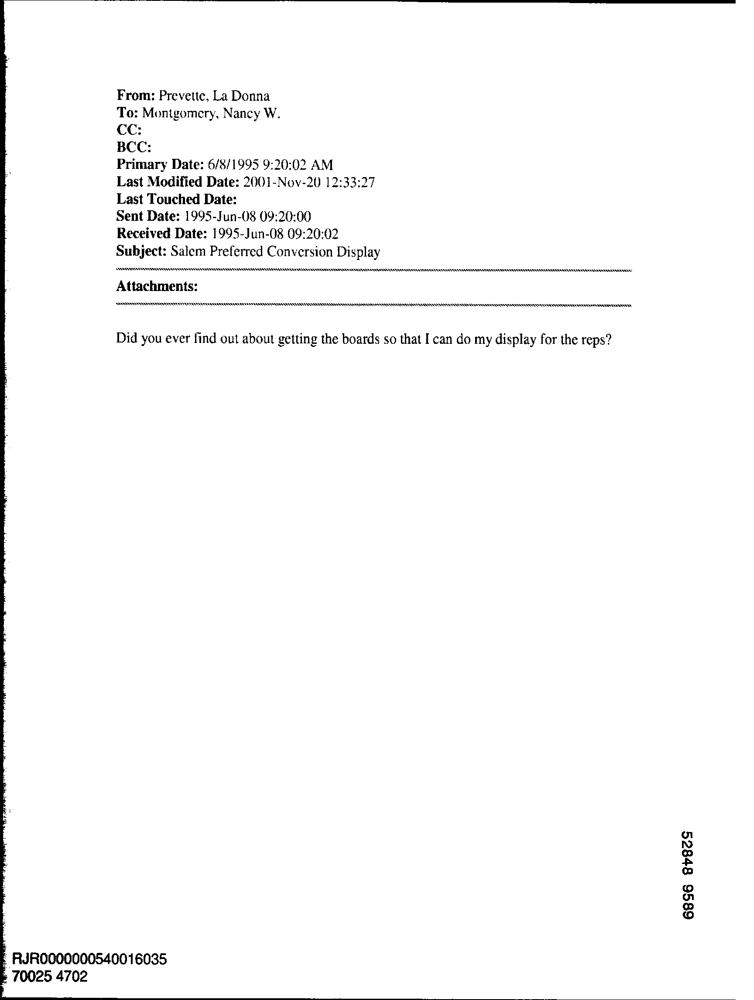 From: Prevette, La Donna
To: Montgomery, Nancy W.
CC:
BCC:
Primary Date: 6/8/1995 9:20:02 AM
Last Modified Date: 2001-Nov-20 12:33:27
Last Touched Date:
Sent Date: 1995-Jun-08 09:20:00
Received Date: 1995-Jun-08 09:20:02
Subject: Salem Preferred Conversion Display
Attachments:
Did you ever find out about getting the boards so that I can do my display for the reps?
52848 9589
RJR0000000540016035
70025 4702